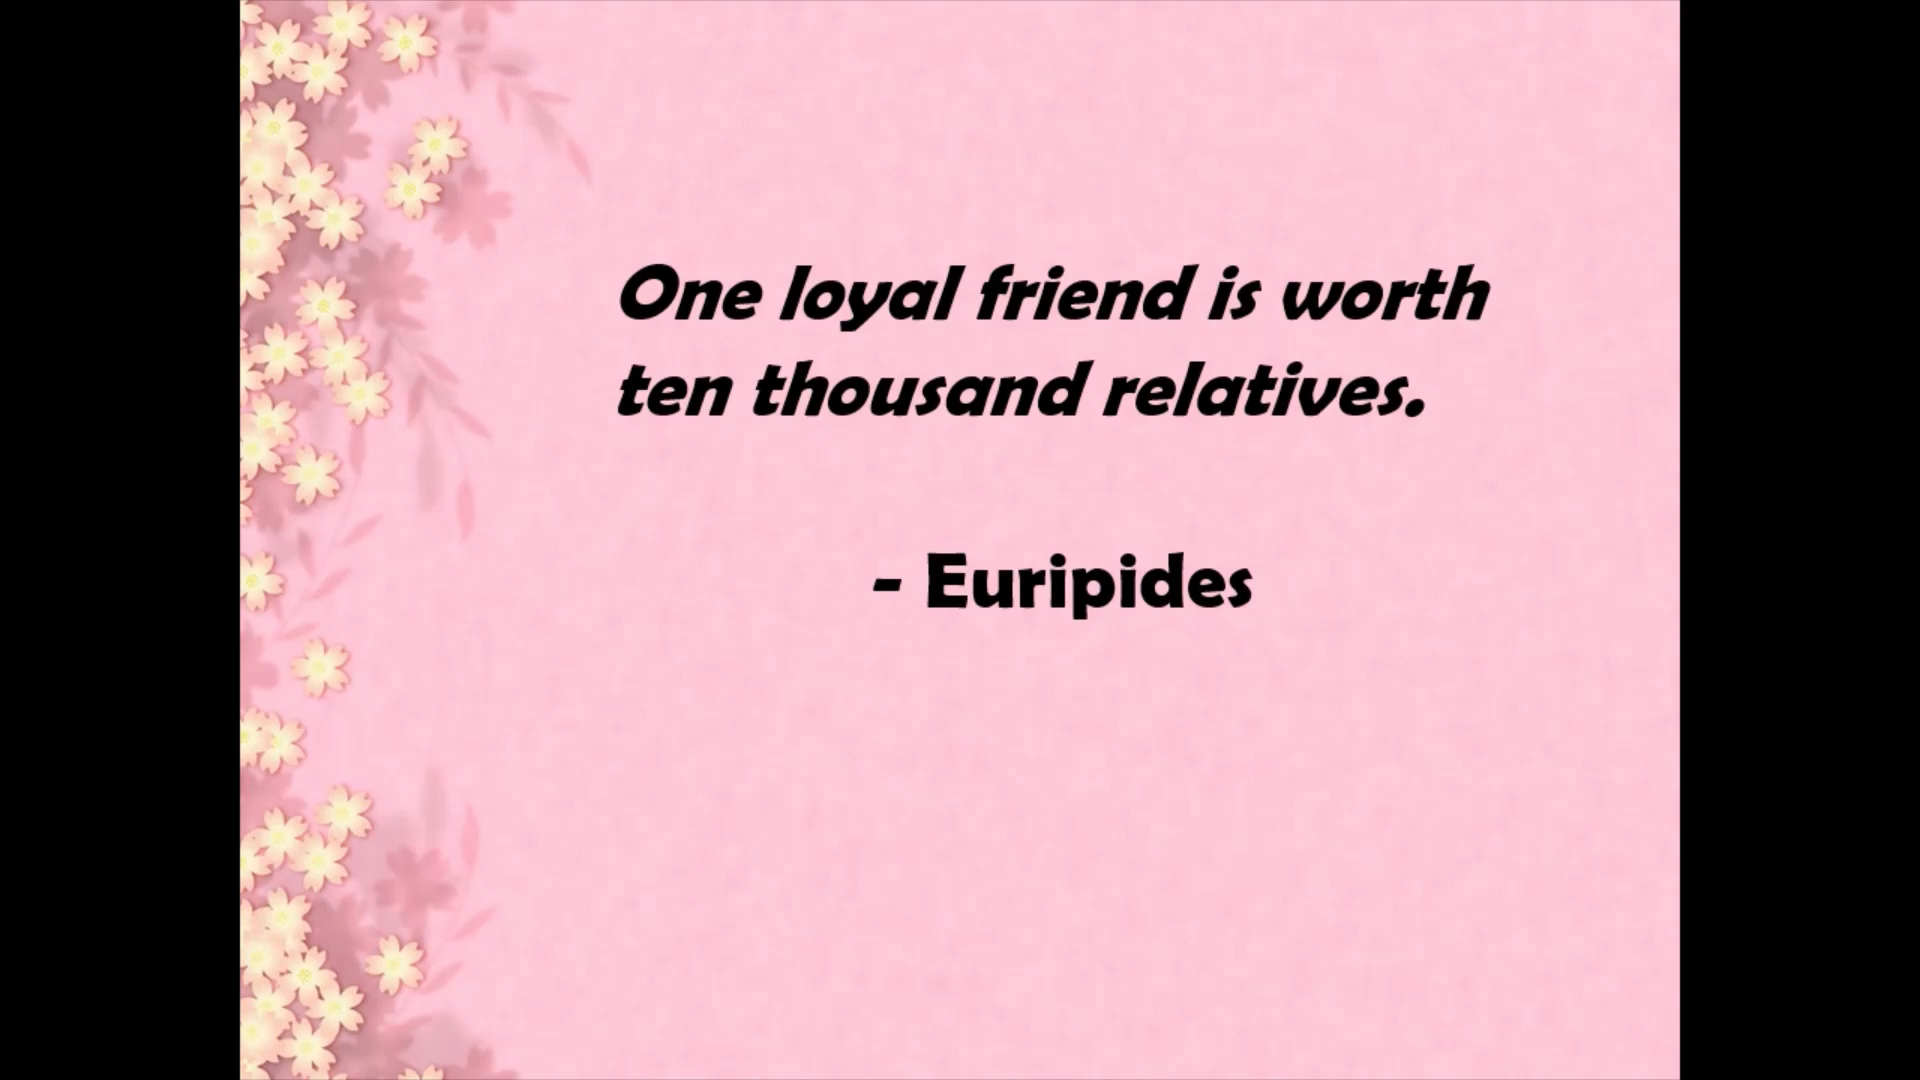 One loyal friend is worth
ten thousand relatives.
- Euripides